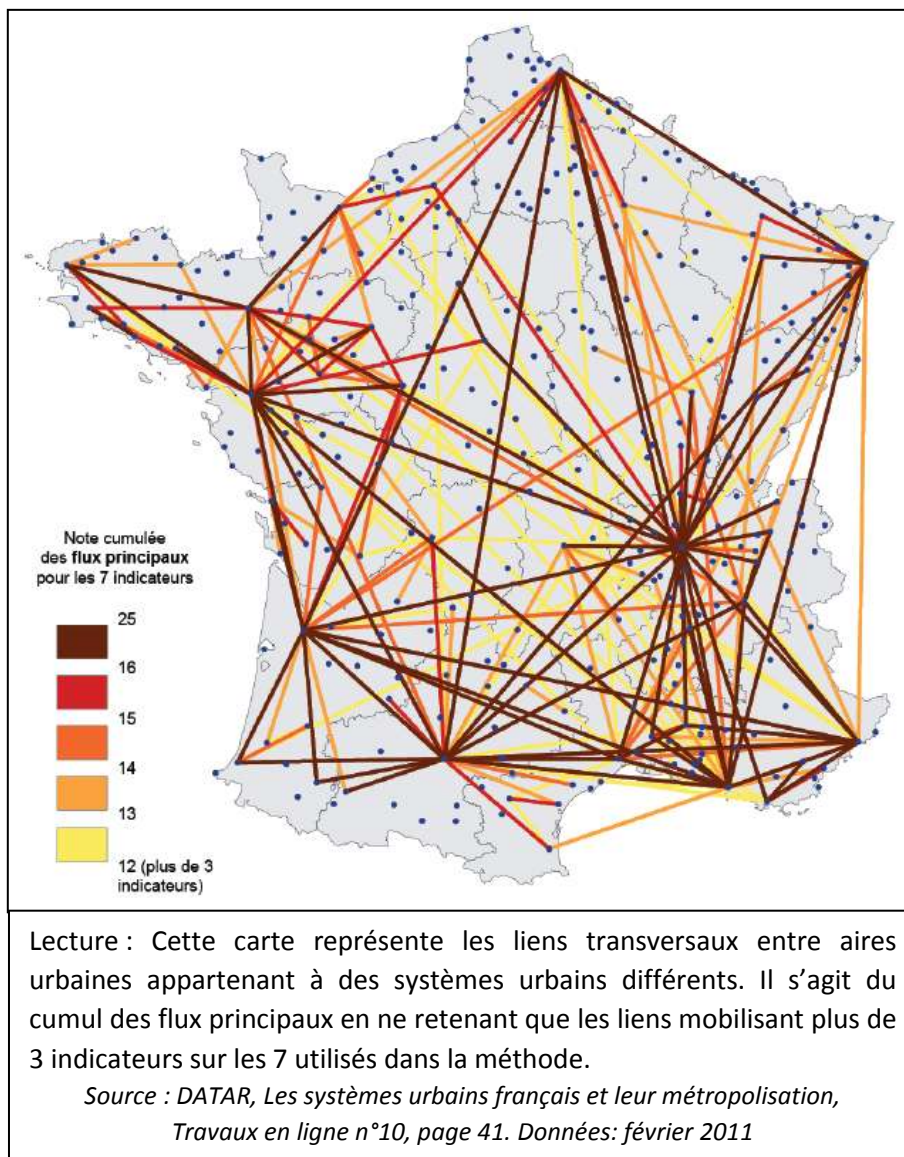 Note cumulée
des flux principaux
pour les 7 indicateurs
25
16
15
14
13
12 (plus de 3
indicateurs)
Lecture : Cette carte représente les liens transversaux entre aires
urbaines appartenant à des systèmes urbains différents. Il s’agit du
cumul des flux principaux en ne retenant que les liens mobilisant plus de
3 indicateurs sur les 7 utilisés dans la méthode.
Source : DATAR, Les systèmes urbains français et leur métropolisation,
Travaux en ligne n°10, page 41. Données: février 2011